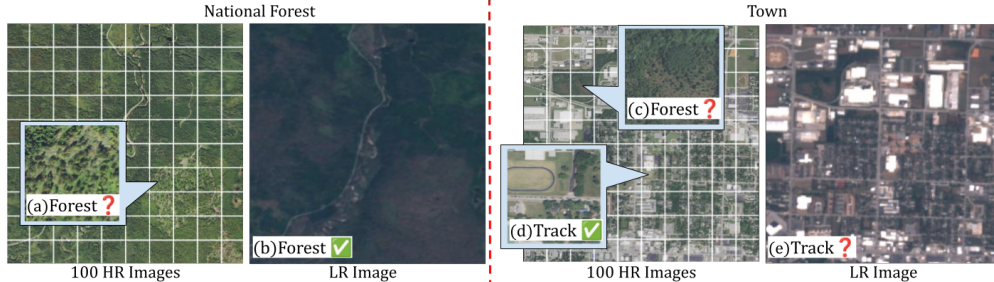 National Forest
Town
(a)Forest ❓
(b)Forest ✅
(c)Forest ❓
(d)Track ✅
(e)Track ❓
100 HR Images
LR Image
100 HR Images
LR Image